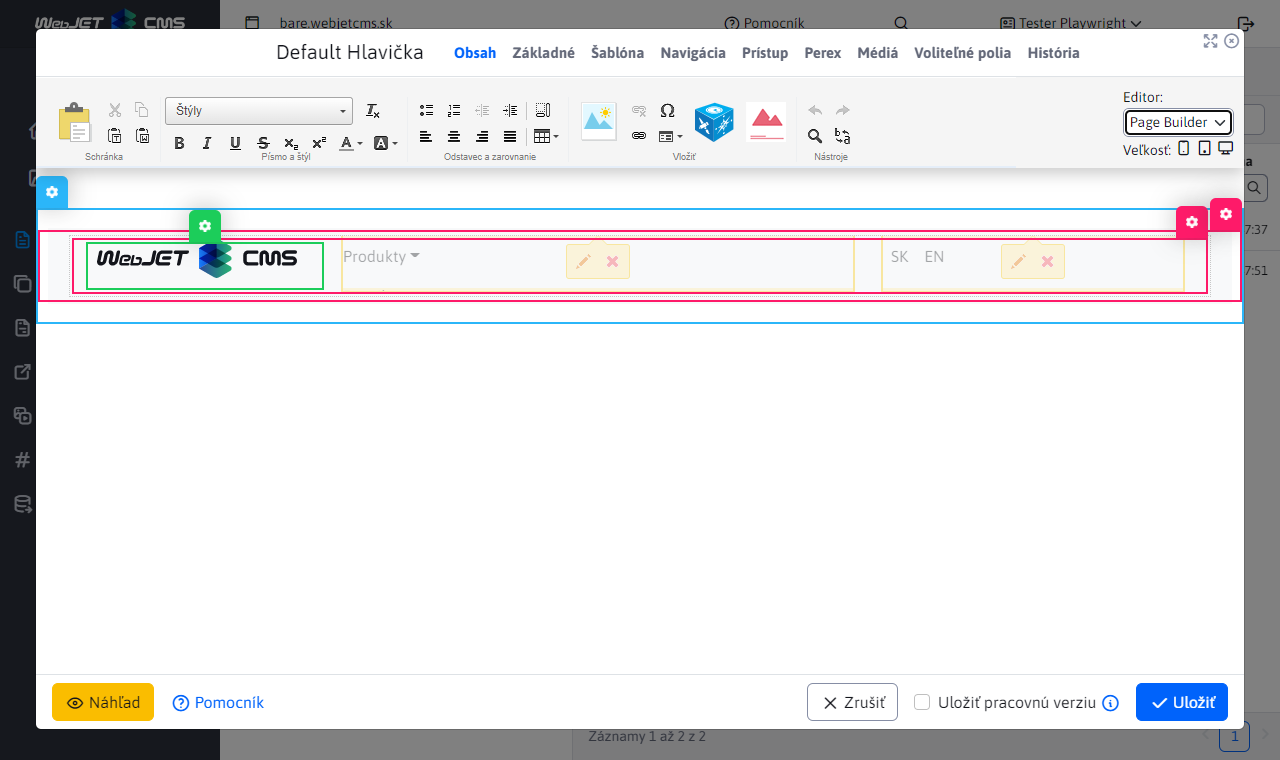 WebJET CMS
bare.webjetcms.sk
Pomocník
Tester Playwright
Default Hlavička
Obsah
Základné
Šablóna
Navigácia
Prístup
Perex
Médiá
Voliteľné polia
História
Štýly
Schránka
Písmo a štýl
Odstavec a zarovnanie
Vložiť
Nástroje
Editor:
Page Builder
Veľkosť:
7:37
7:51
WebJET CMS
Produkty
SK EN
Náhľad
Pomocník
Zrušiť
Uložiť pracovnú verziu
Uložiť
Záznamy 1 až 2 z 2
1